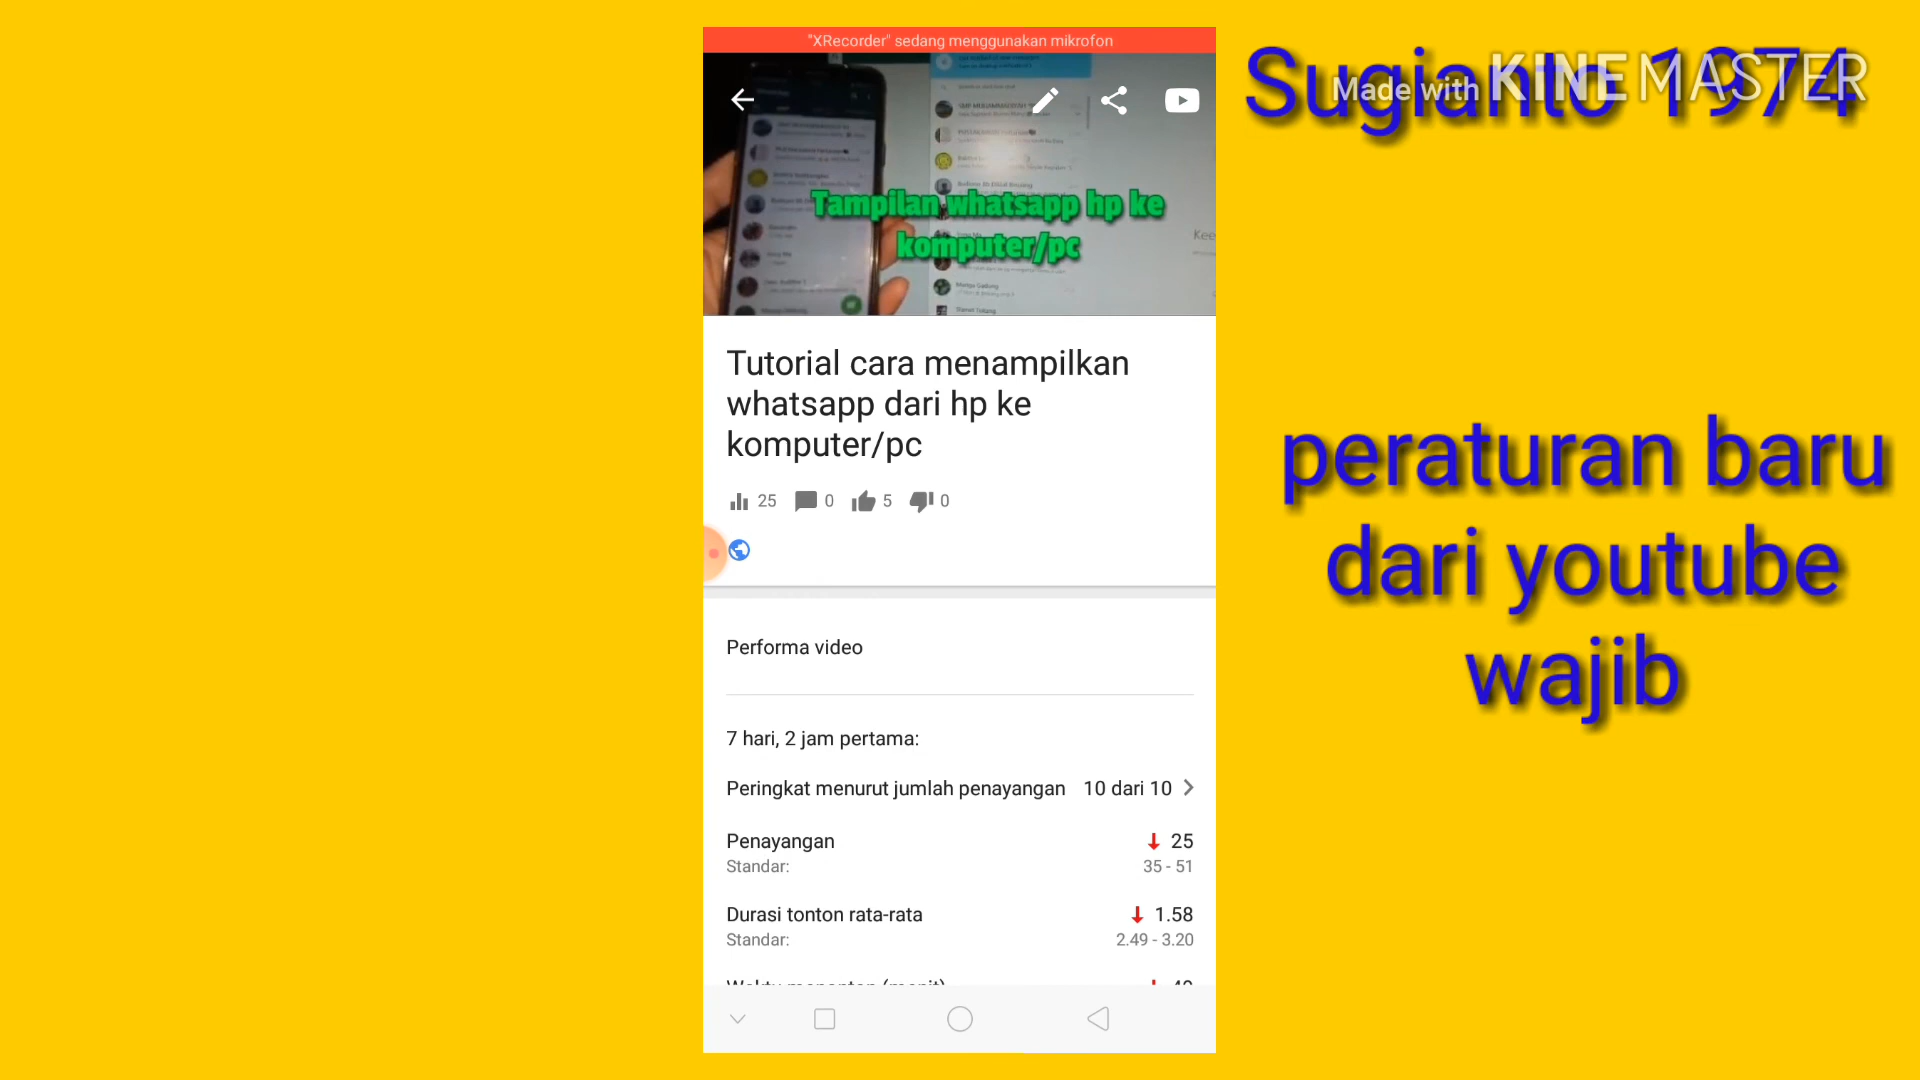 "XRecorder" sedang menggunakan mikrofon
Tampilan whatsapp hp ke
komputer/pc
Tutorial cara menampilkan
whatsapp dari hp ke
komputer/pc
25 0 5 0
Performa video
7 hari, 2 jam pertama:
Peringkat menurut jumlah penayangan 10 dari 10
Penayangan 25
Standar: 35 - 51
Durasi tonton rata-rata 1.58
Standar: 2.49 - 3.20
Sugianto 1974
Made with KINEMASTER
peraturan baru
dari youtube
wajib